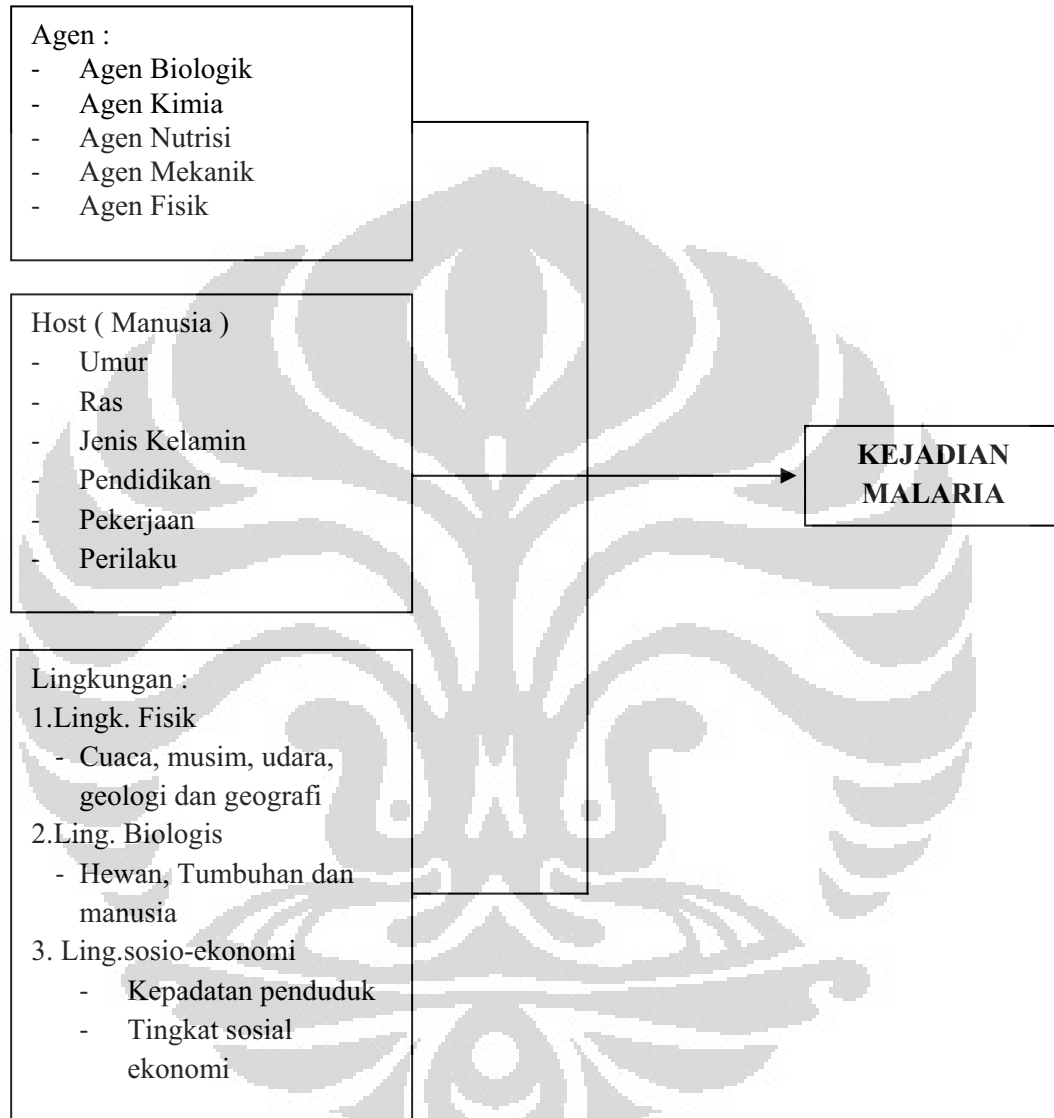 Agen :
- Agen Biologik
- Agen Kimia
- Agen Nutrisi
- Agen Mekanik
- Agen Fisik
Host ( Manusia )
- Umur
- Ras
- Jenis Kelamin
- Pendidikan
- Pekerjaan
- Perilaku
KEJADIAN
MALARIA
Lingkungan :
1.Lingk. Fisik
- Cuaca, musim, udara,
geologi dan geografi
2.Ling. Biologis
- Hewan, Tumbuhan dan
manusia
3. Ling.sosio-ekonomi
- Kepadatan penduduk
- Tingkat sosial
ekonomi